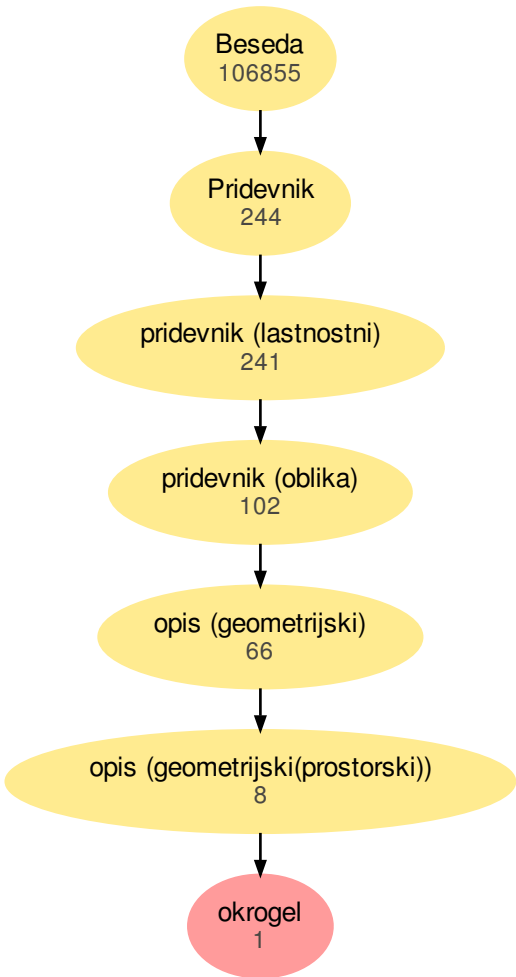 Beseda
106855
Pridevnik
244
pridevnik (lastnostni)
241
pridevnik (oblika)
102
opis (geometrijski)
66
opis (geometrijski(prostorski))
8
okrogel
1